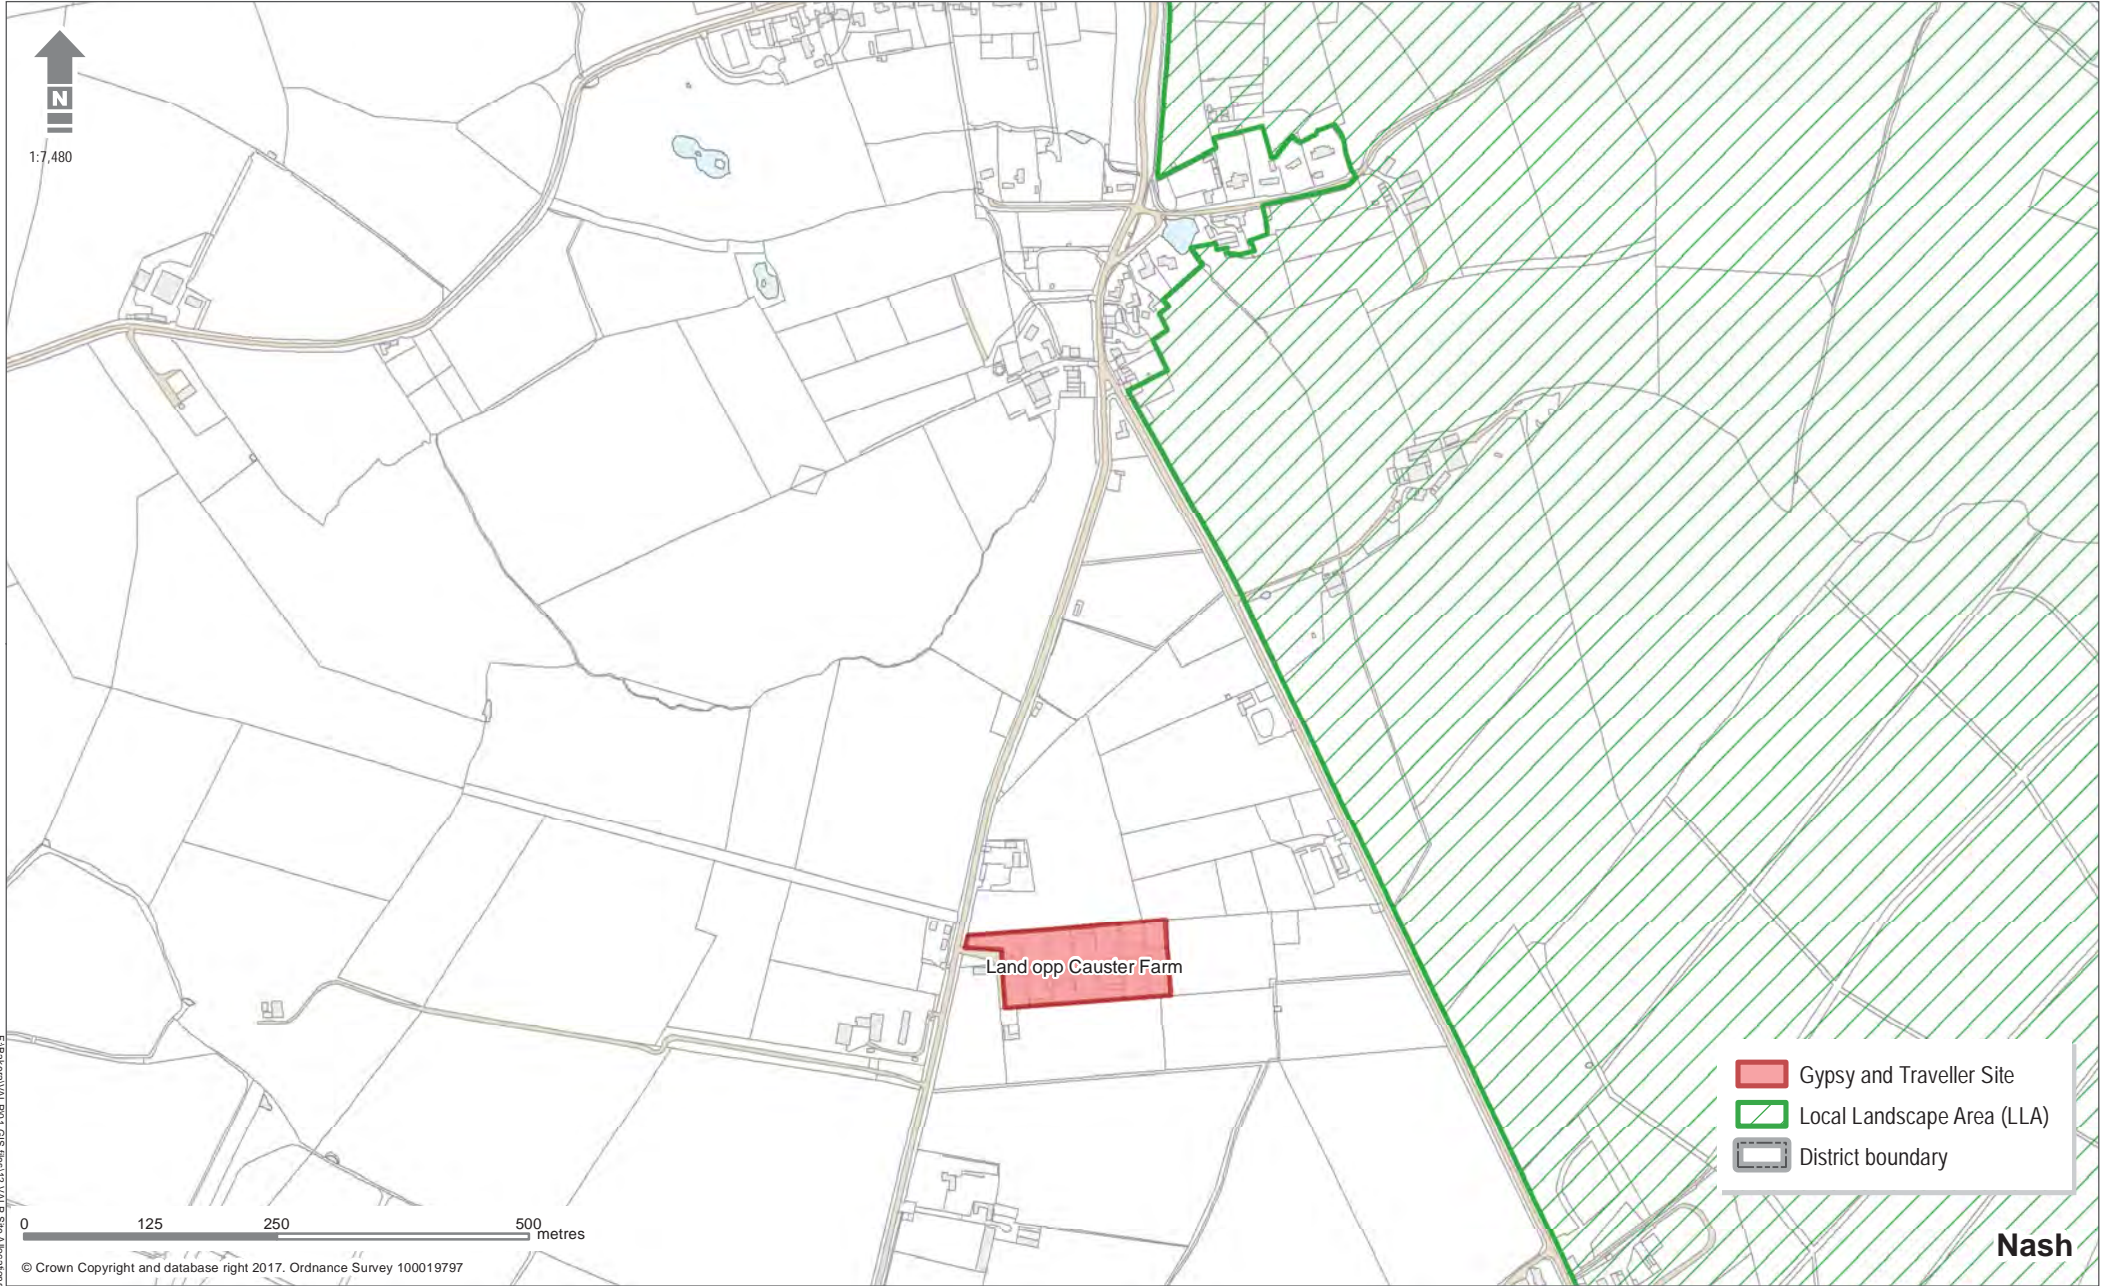 N
1:7,480
Land opp Causter Farm
Gypsy and Traveller Site
Local Landscape Area (LLA)
District boundary
0 125 250 500
metres
Nash
© Crown Copyright and database right 2017. Ordnance Survey 100019797